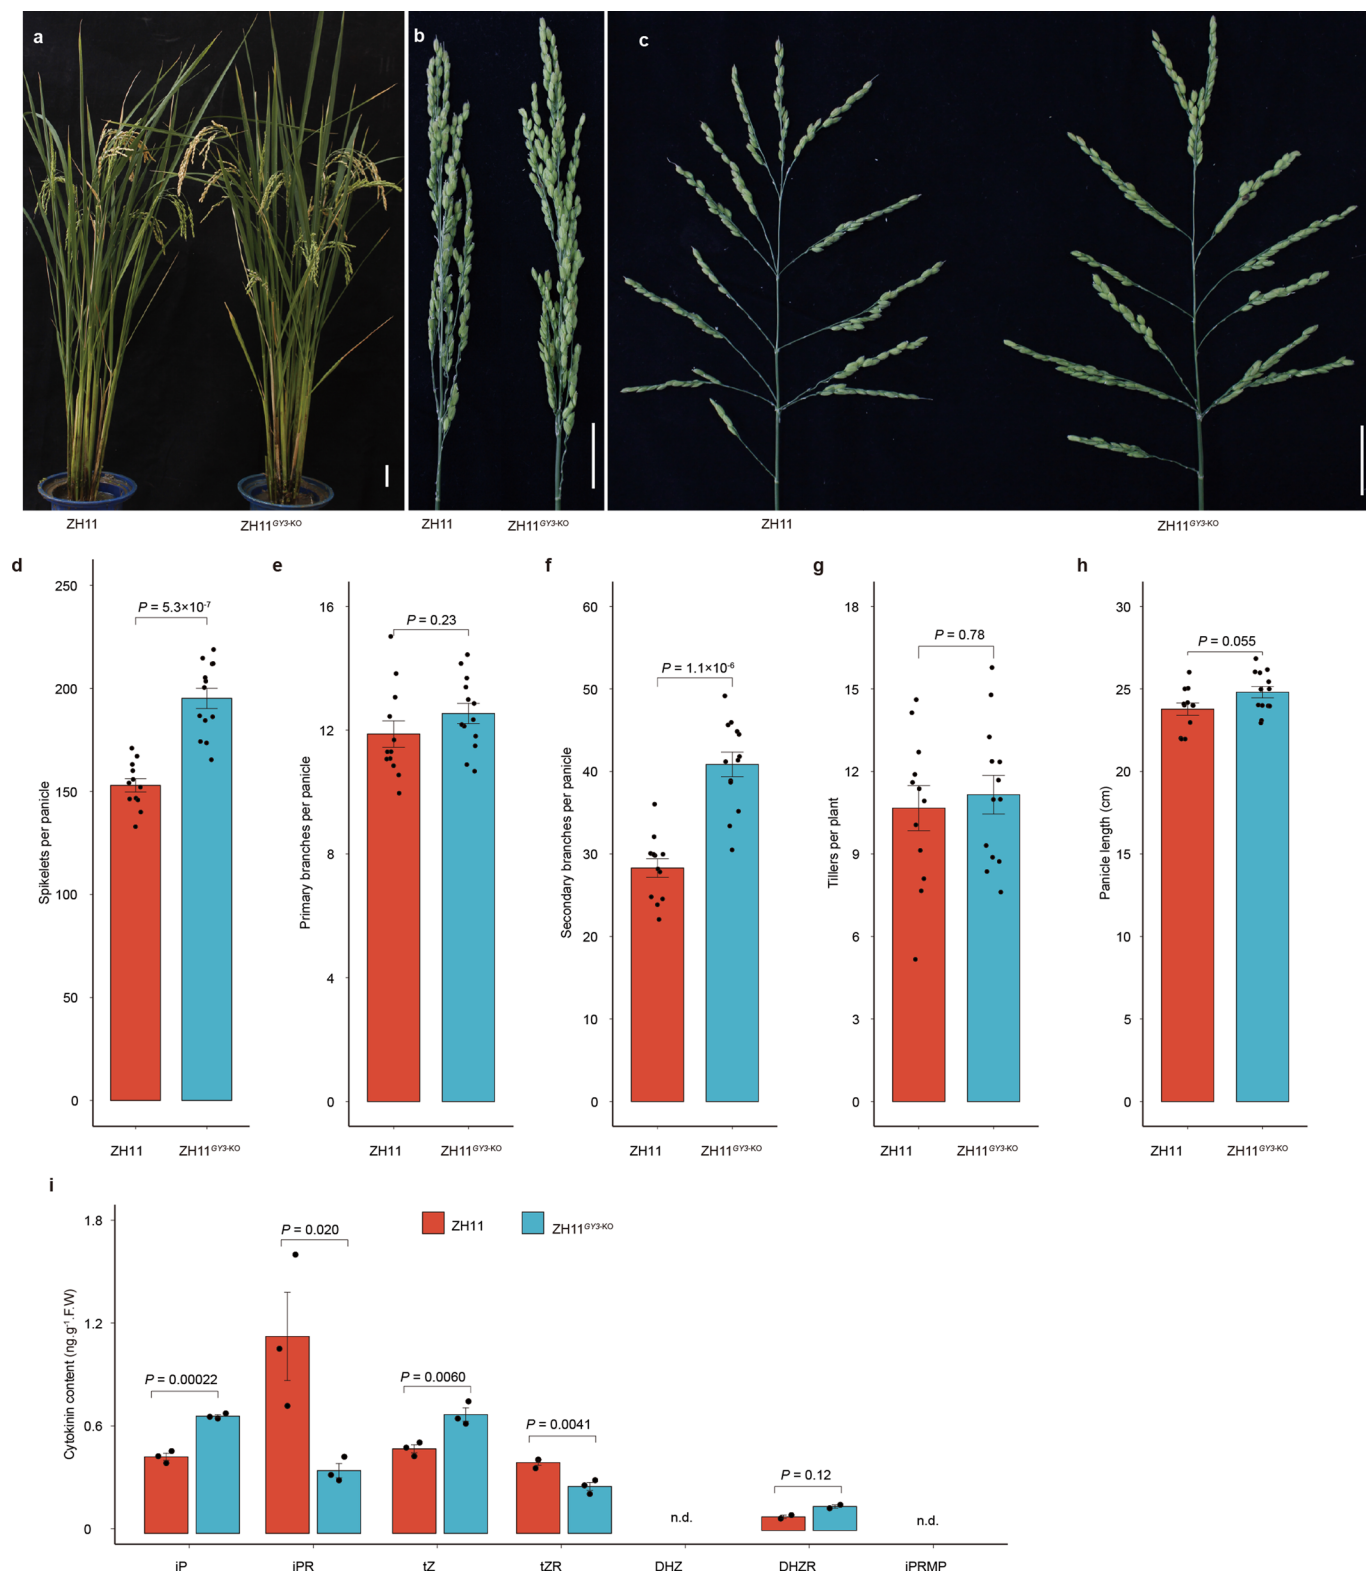 a
b
c
ZH11
ZH11GY3-KO
ZH11
ZH11GY3-KO
ZH11
ZH11GY3-KO
d
Spikelets per panicle
250
200
150
100
50
0
P = 5.3×10-7
ZH11
ZH11GY3-KO
e
Primary branches per panicle
16
12
8
4
0
P = 0.23
ZH11
ZH11GY3-KO
f
Secondary branches per panicle
60
50
40
30
20
10
0
P = 1.1×10-6
ZH11
ZH11GY3-KO
g
Tillers per plant
18
15
12
9
6
3
0
P = 0.78
ZH11
ZH11GY3-KO
h
Panicle length (cm)
30
25
20
15
10
5
0
P = 0.055
ZH11
ZH11GY3-KO
i
Cytokinin content (ng.g-1.F.W)
1.8
1.2
0.6
0
ZH11
ZH11GY3-KO
P = 0.00022
P = 0.020
P = 0.0060
P = 0.0041
n.d.
P = 0.12
n.d.
iP
iPR
tZ
tZR
DHZ
DHZR
iPRMP